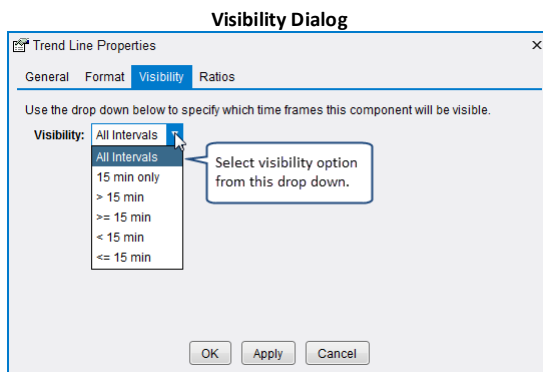 Visibility Dialog
Trend Line Properties
General Format Visibility Ratios
Use the drop down below to specify which time frames this component will be visible.
Visibility: All Intervals
All Intervals
15 min only
> 15 min
>= 15 min
< 15 min
<= 15 min
Select visibility option
from this drop down.
OK Apply Cancel